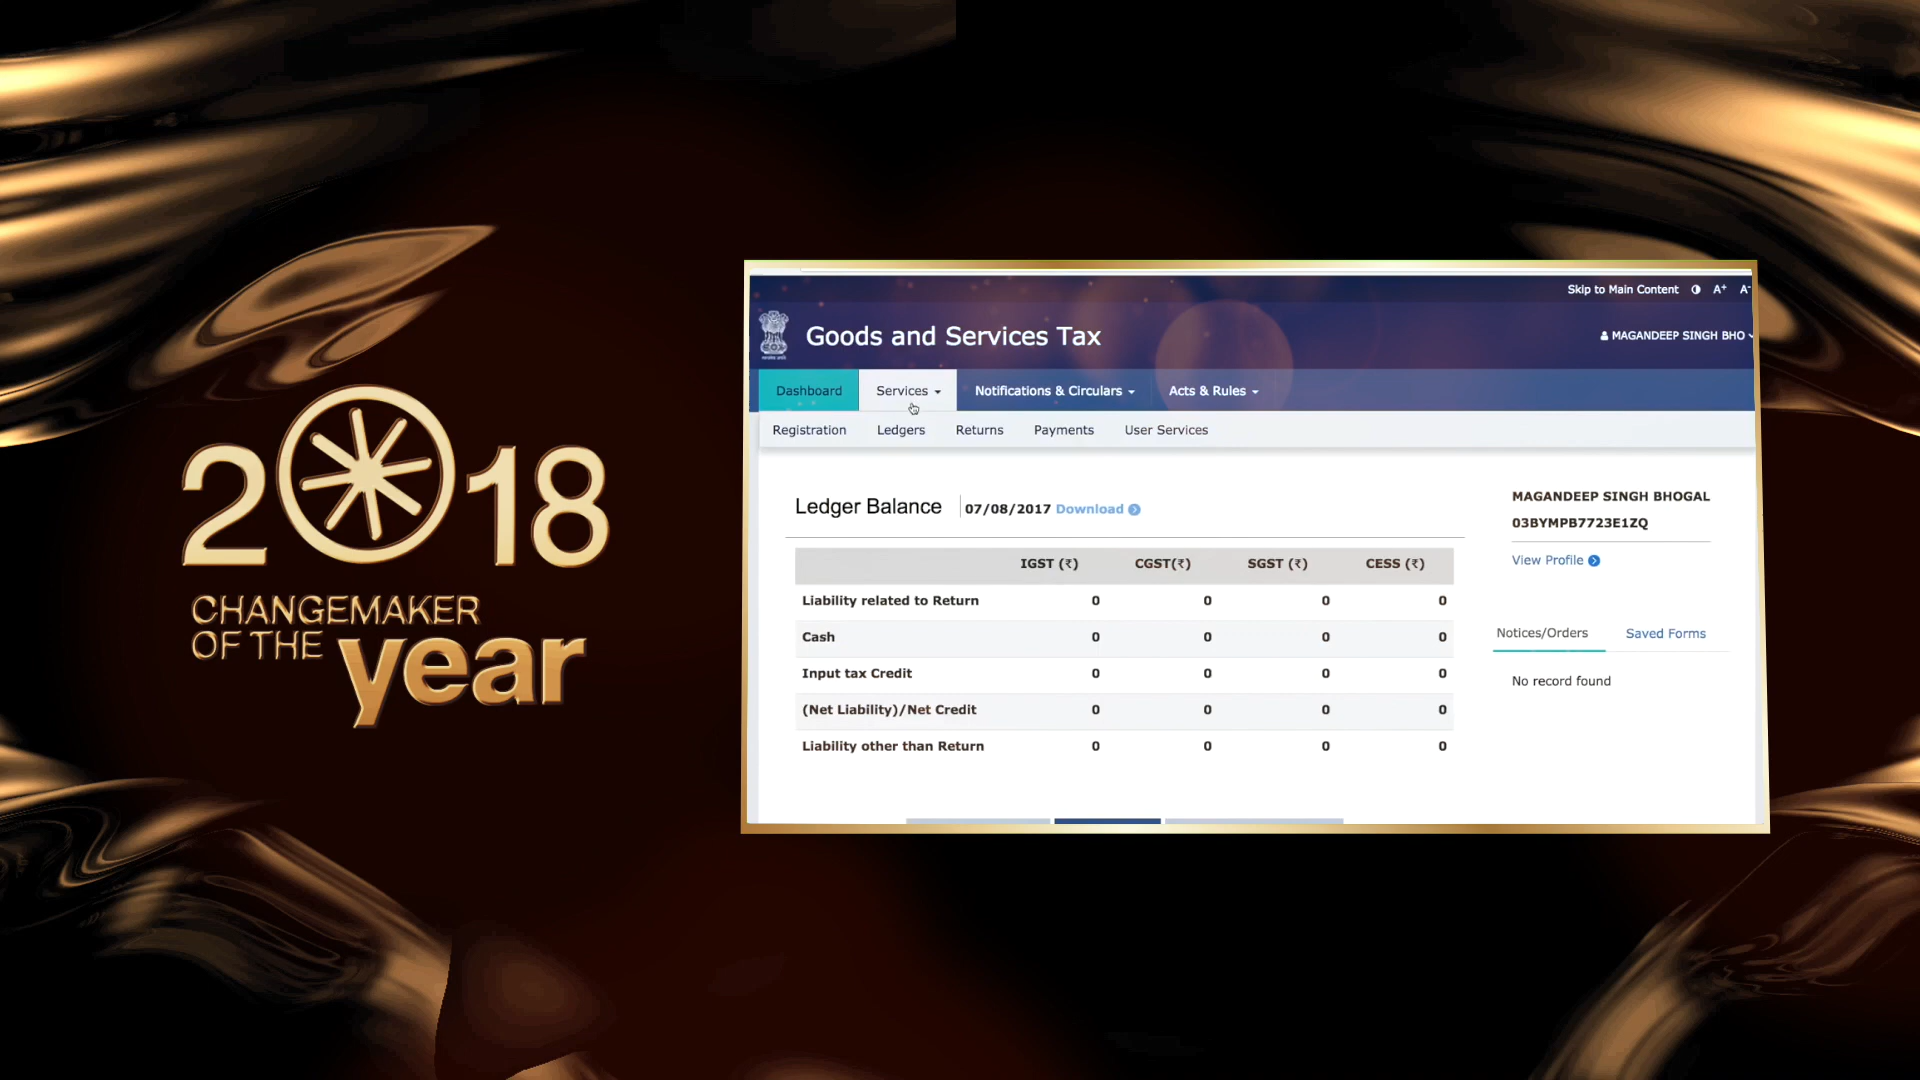 2018
CHANGEMAKER
OF THE year
Skip to Main Content A+ A-
Goods and Services Tax
MAGANDEEP SINGH BHO
Dashboard Services Notifications & Circulars Acts & Rules
Registration Ledgers Returns Payments User Services
Ledger Balance 07/08/2017 Download
IGST (₹) CGST(₹) SGST (₹) CESS (₹)
Liability related to Return 0 0 0 0
Cash 0 0 0 0
Input tax Credit 0 0 0 0
(Net Liability)/Net Credit 0 0 0 0
Liability other than Return 0 0 0 0
MAGANDEEP SINGH BHOGAL
03BYMPB7723E1ZQ
View Profile
Notices/Orders Saved Forms
No record found